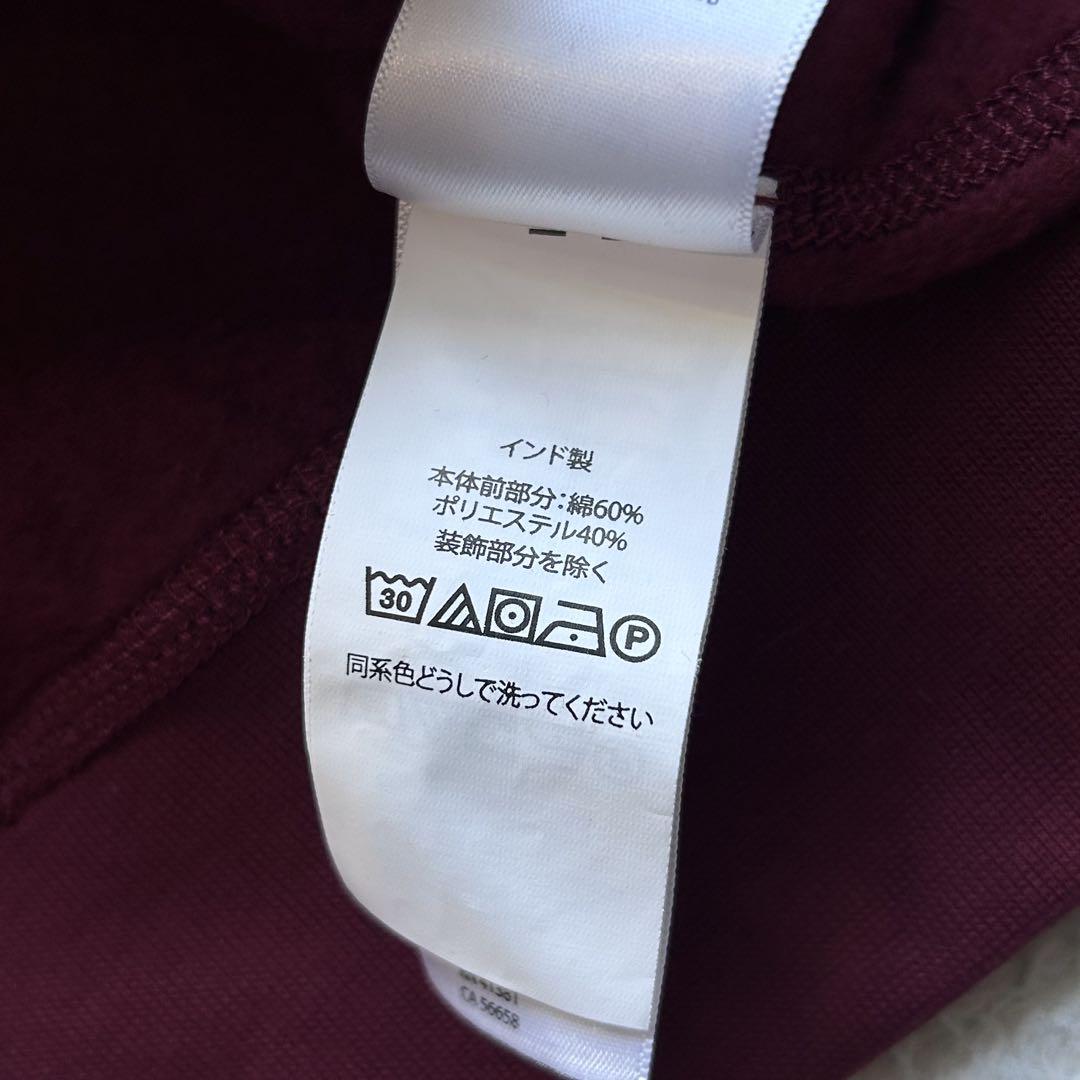 インド製
本体前部分：綿60%
ポリエステル40%
装飾部分を除く
30 P
同系色どうしで洗ってください
CA 56658